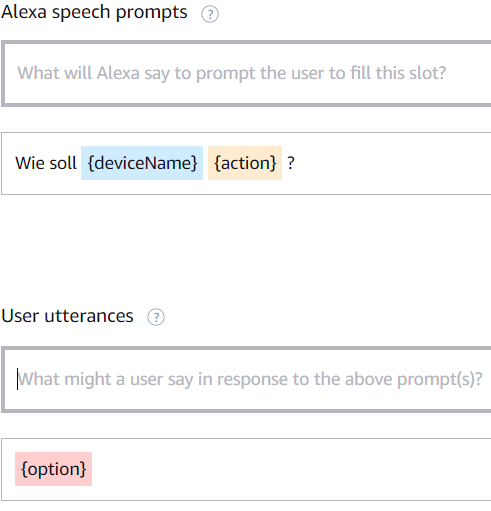 Alexa speech prompts ?
What will Alexa say to prompt the user to fill this slot?
Wie soll {deviceName} {action} ?
User utterances ?
What might a user say in response to the above prompt(s)?
{option}